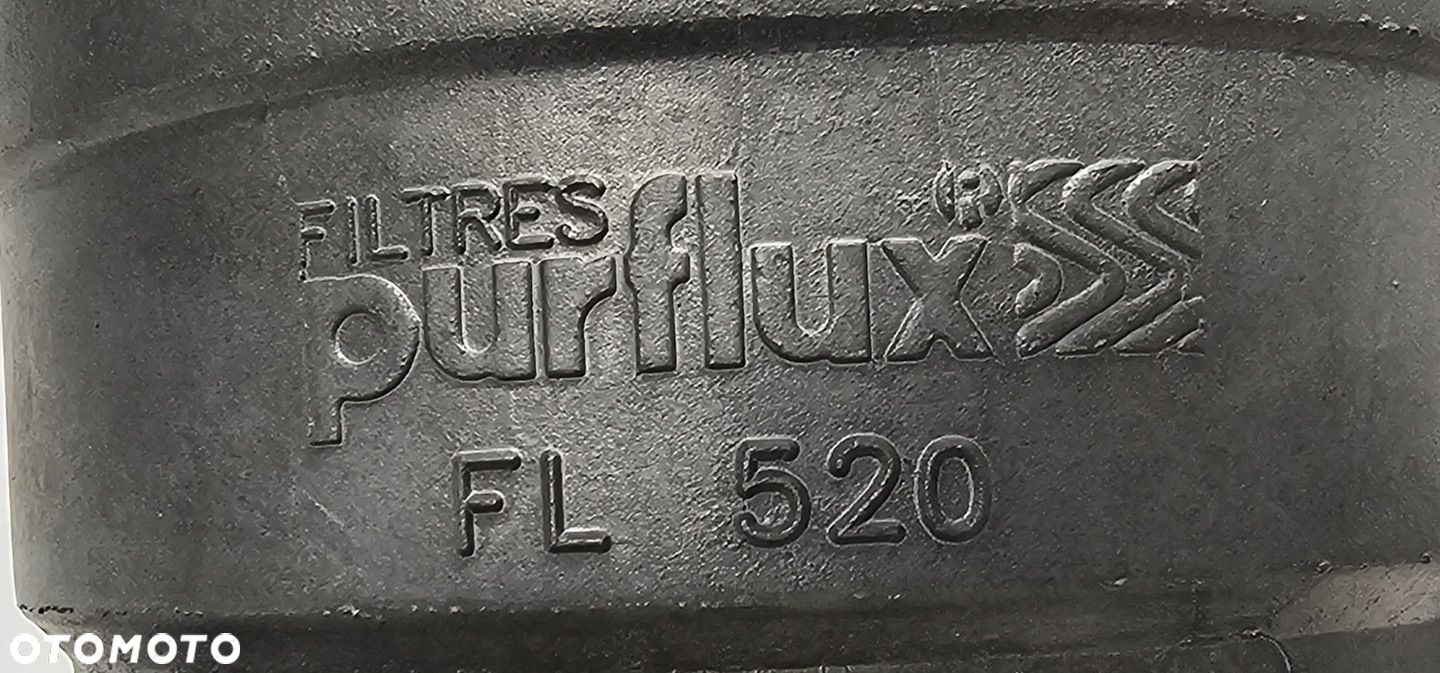 FILTRES
purflux®
FL 520
OTOMOTO